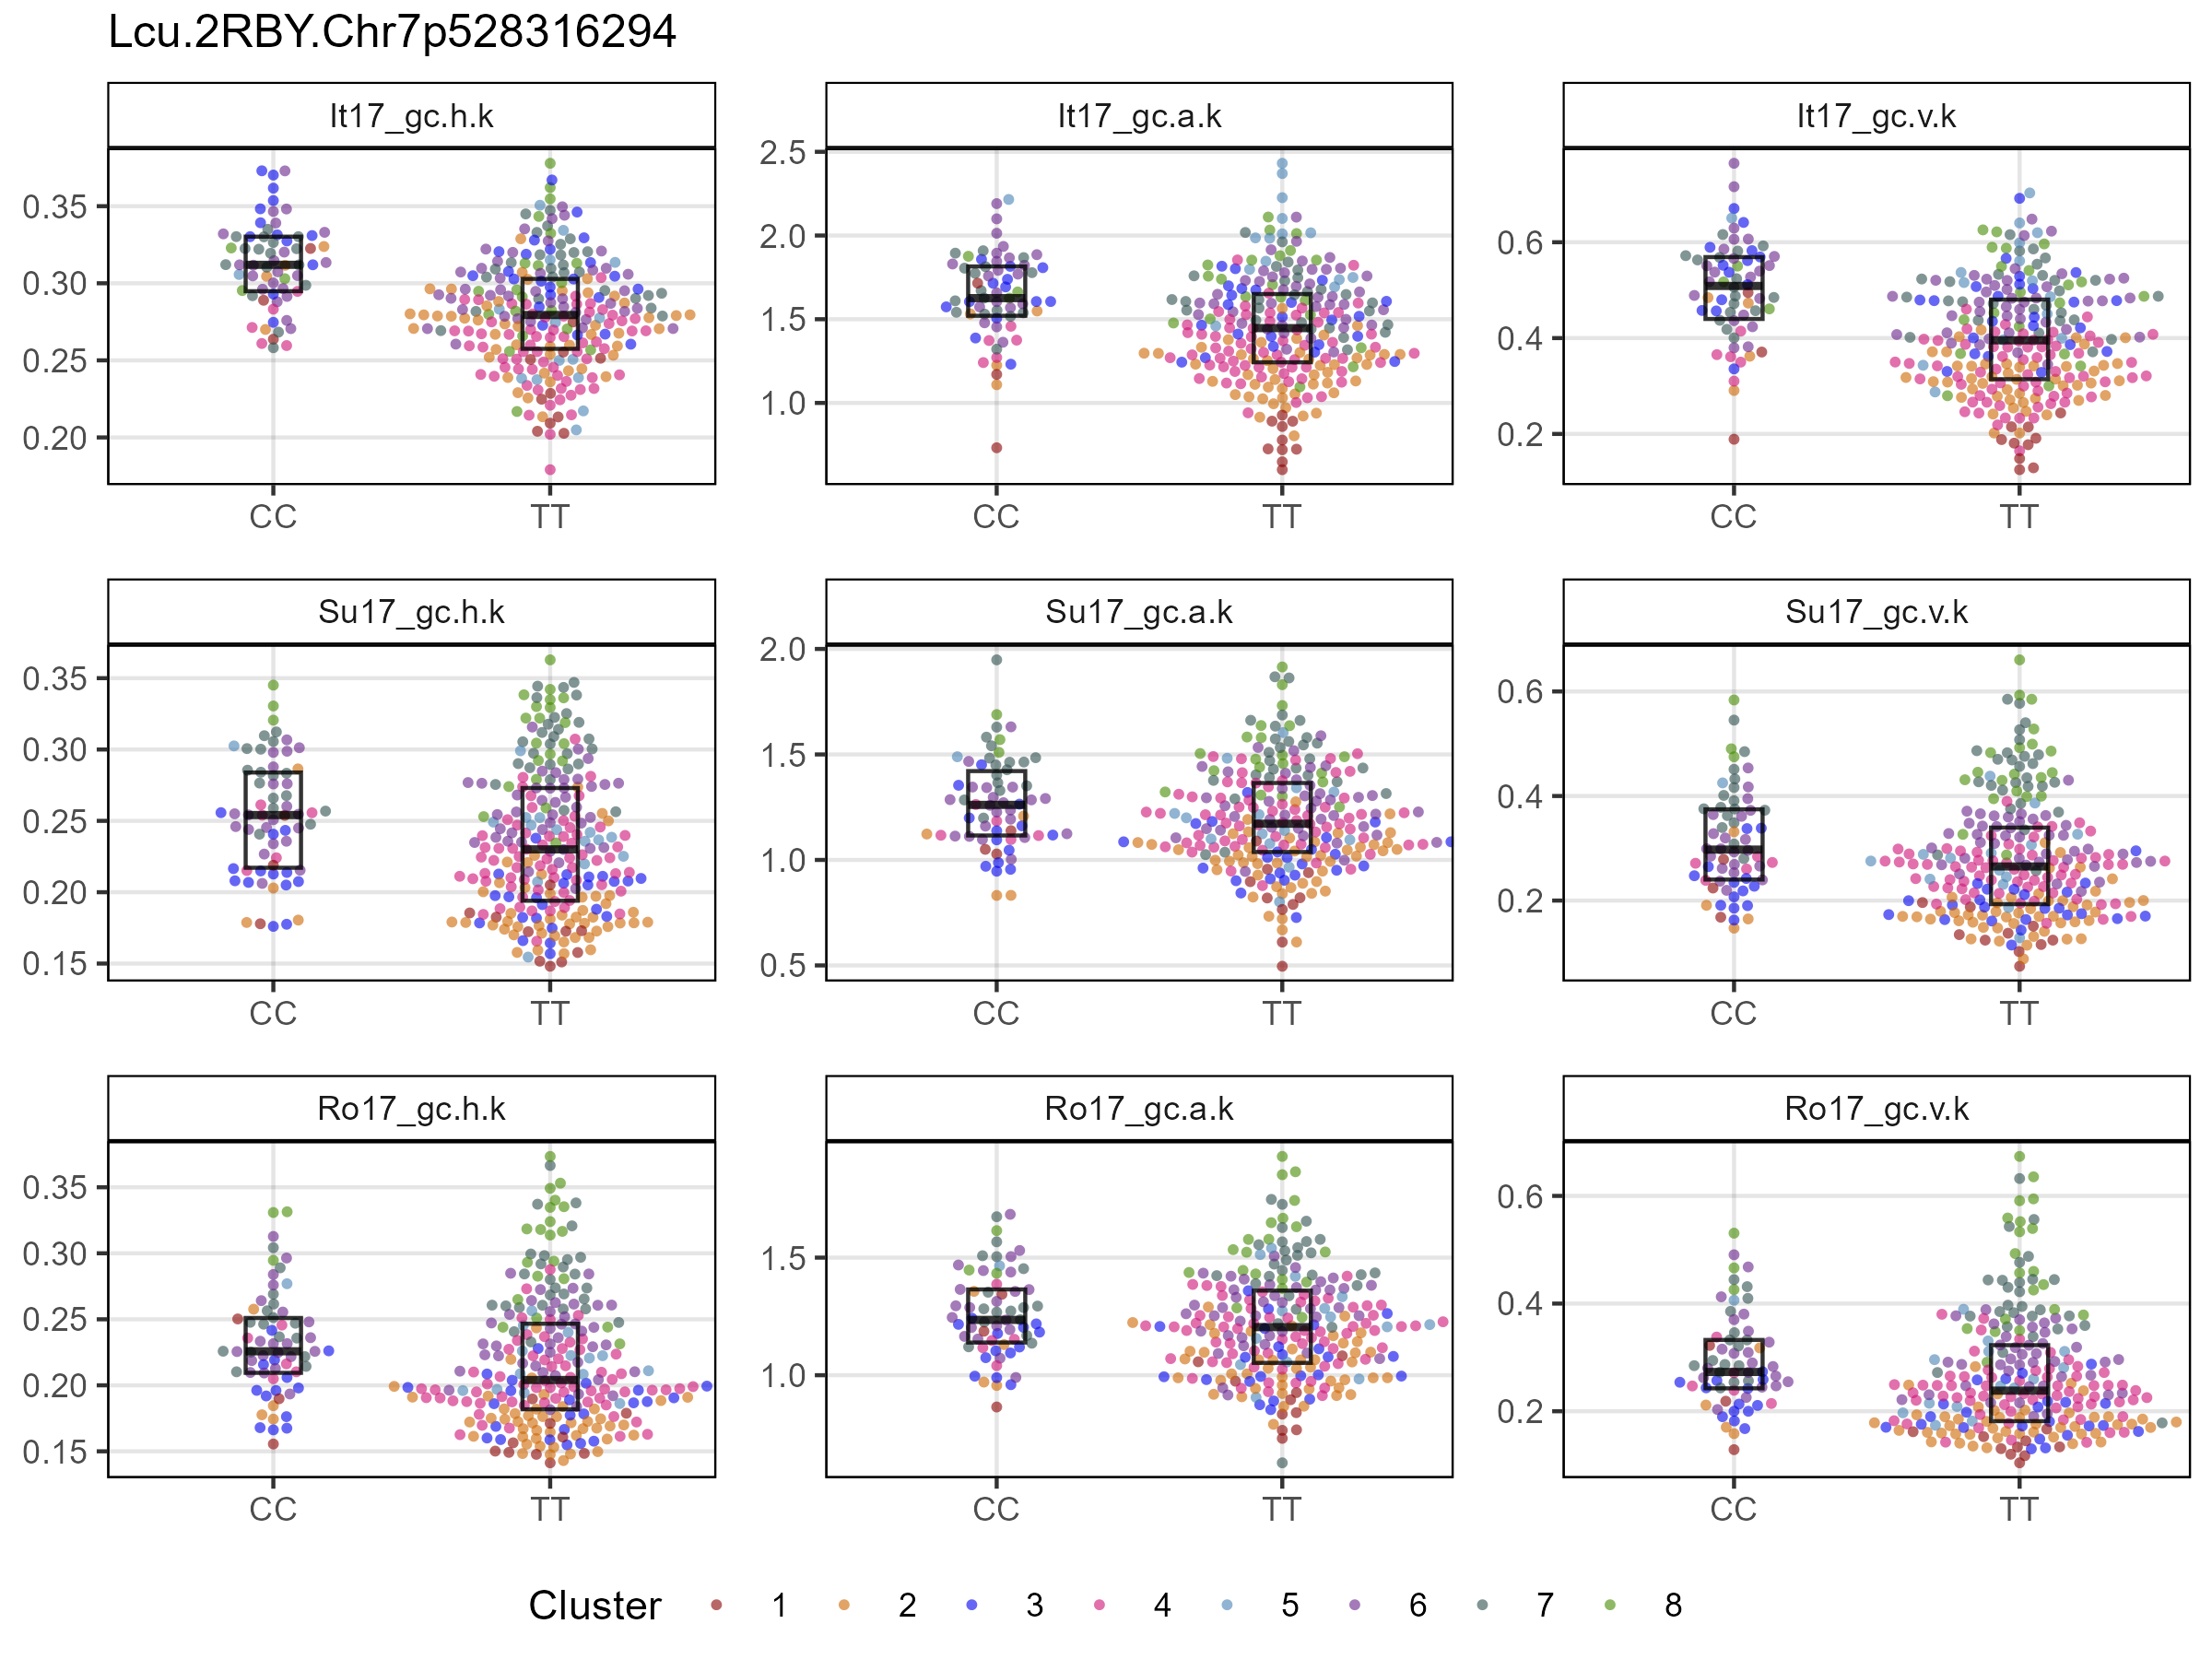 Lcu.2RBY.Chr7p528316294
It17_gc.h.k
It17_gc.a.k
It17_gc.v.k
0.35
0.30
0.25
0.20
CC
TT
2.5
2.0
1.5
1.0
CC
TT
0.6
0.4
0.2
CC
TT
Su17_gc.h.k
Su17_gc.a.k
Su17_gc.v.k
0.35
0.30
0.25
0.20
0.15
CC
TT
2.0
1.5
1.0
0.5
CC
TT
0.6
0.4
0.2
CC
TT
Ro17_gc.h.k
Ro17_gc.a.k
Ro17_gc.v.k
0.35
0.30
0.25
0.20
0.15
CC
TT
1.5
1.0
CC
TT
0.6
0.4
0.2
CC
TT
Cluster 1 2 3 4 5 6 7 8